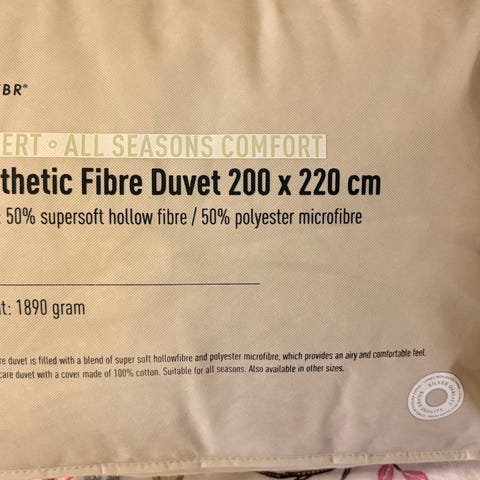 BR®
ERT ∘ ALL SEASONS COMFORT
thetic Fibre Duvet 200 x 220 cm
: 50% supersoft hollow fibre / 50% polyester microfibre
t: 1890 gram
re duvet is filled with a blend of super soft hollowfibre and polyester microfibre, which provides an airy and comfortable feel.
care duvet with a cover made of 100% cotton. Suitable for all seasons. Also available in other sizes.
SILVER QUALITY